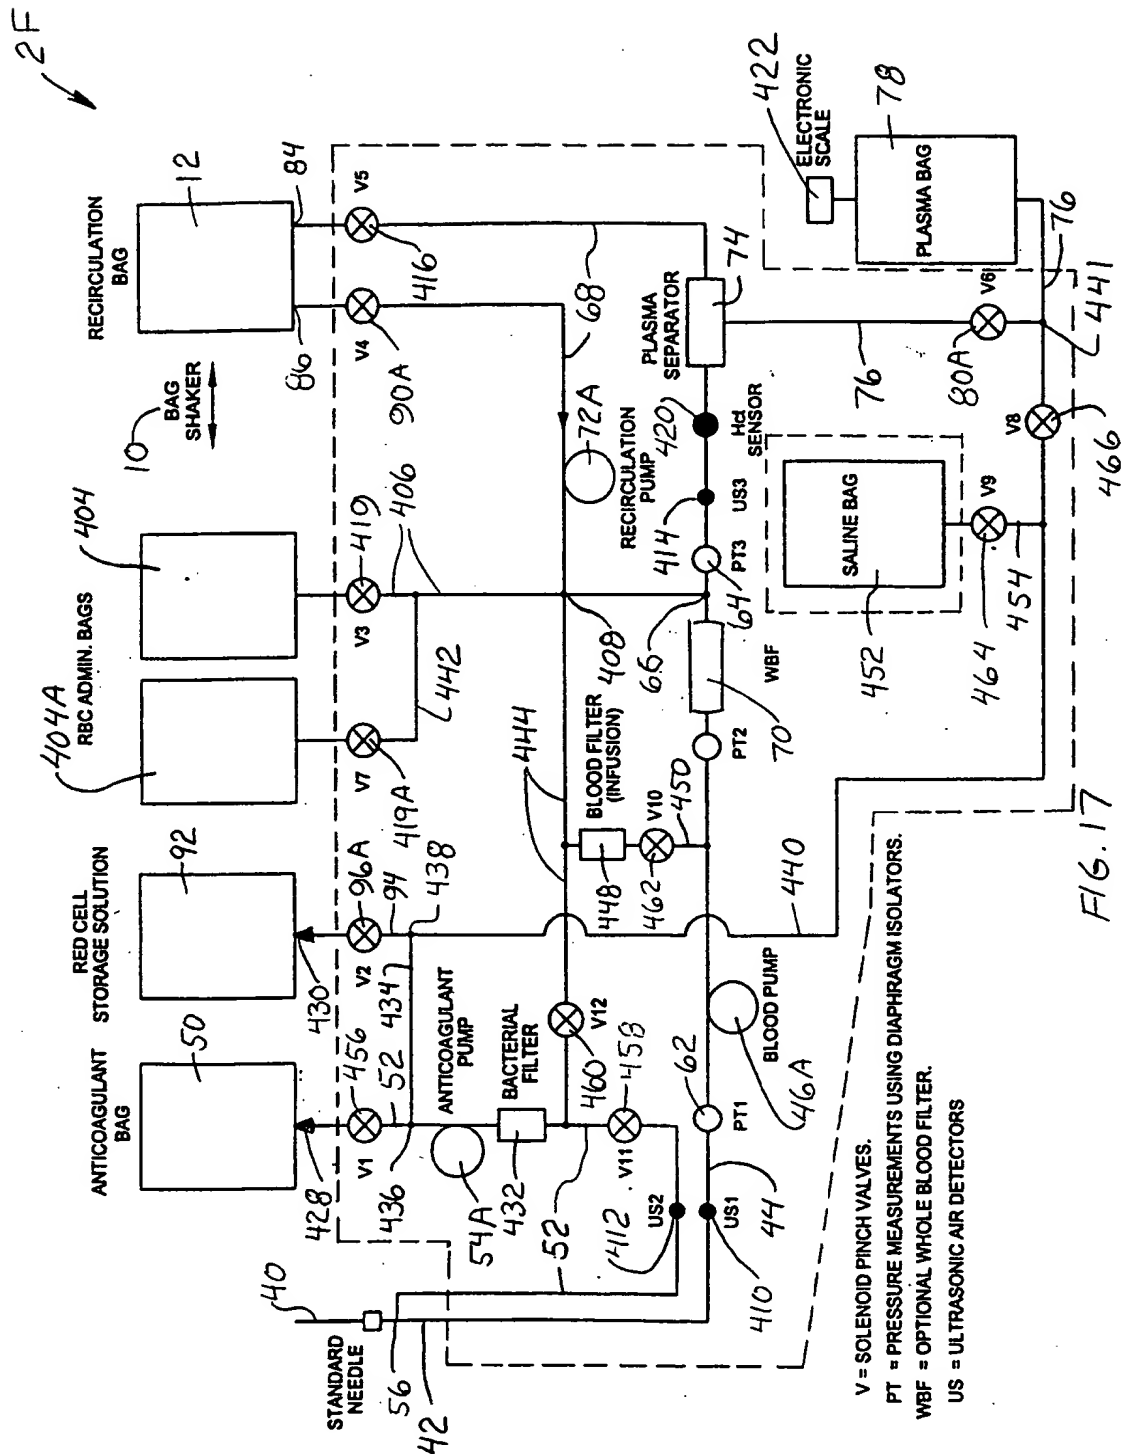 2F
RECIRCULATION
BAG
12
84
86
V5
416
V4
90A
68
68
10
BAG
SHAKER
404
404A
RBC ADMIN. BAGS
419
V3
406
442
V7
419A
72A
RECIRCULATION
PUMP
408
444
RED CELL
STORAGE SOLUTION
92
430
96A
V2
94
434
438
ANTICOAGULANT
BAG
50
428
456
V1
52
436
ANTICOAGULANT
PUMP
54A
BACTERIAL
FILTER
432
460
V12
52
V11
458
412
US2
US1
410
44
PT1
62
BLOOD PUMP
46A
40
STANDARD
NEEDLE
56
42
BLOOD FILTER
(INFUSION)
448
V10
462
450
PT2
70
WBF
66
64
PT3
414
US3
420
Hct
SENSOR
PLASMA
SEPARATOR
74
76
V6
80A
441
76
ELECTRONIC
SCALE
422
PLASMA BAG
78
SALINE BAG
452
V9
464
454
V8
466
440
V = SOLENOID PINCH VALVES.
PT = PRESSURE MEASUREMENTS USING DIAPHRAGM ISOLATORS.
WBF = OPTIONAL WHOLE BLOOD FILTER.
US = ULTRASONIC AIR DETECTORS
FIG. 17